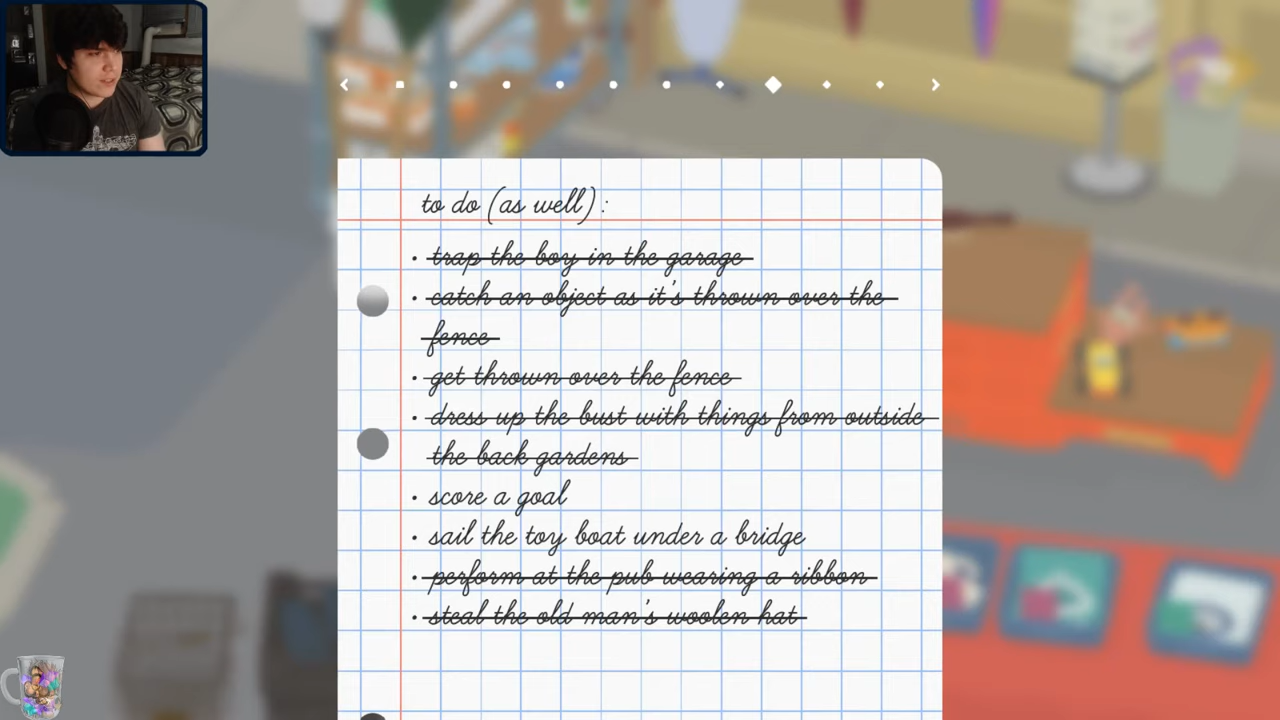 to do (as well):
• trap the boy in the garage
• catch an object as it's thrown over the
fence
• get thrown over the fence
• dress up the bust with things from outside
the back gardens
• score a goal
• sail the toy boat under a bridge
• perform at the pub wearing a ribbon
• steal the old man's woolen hat